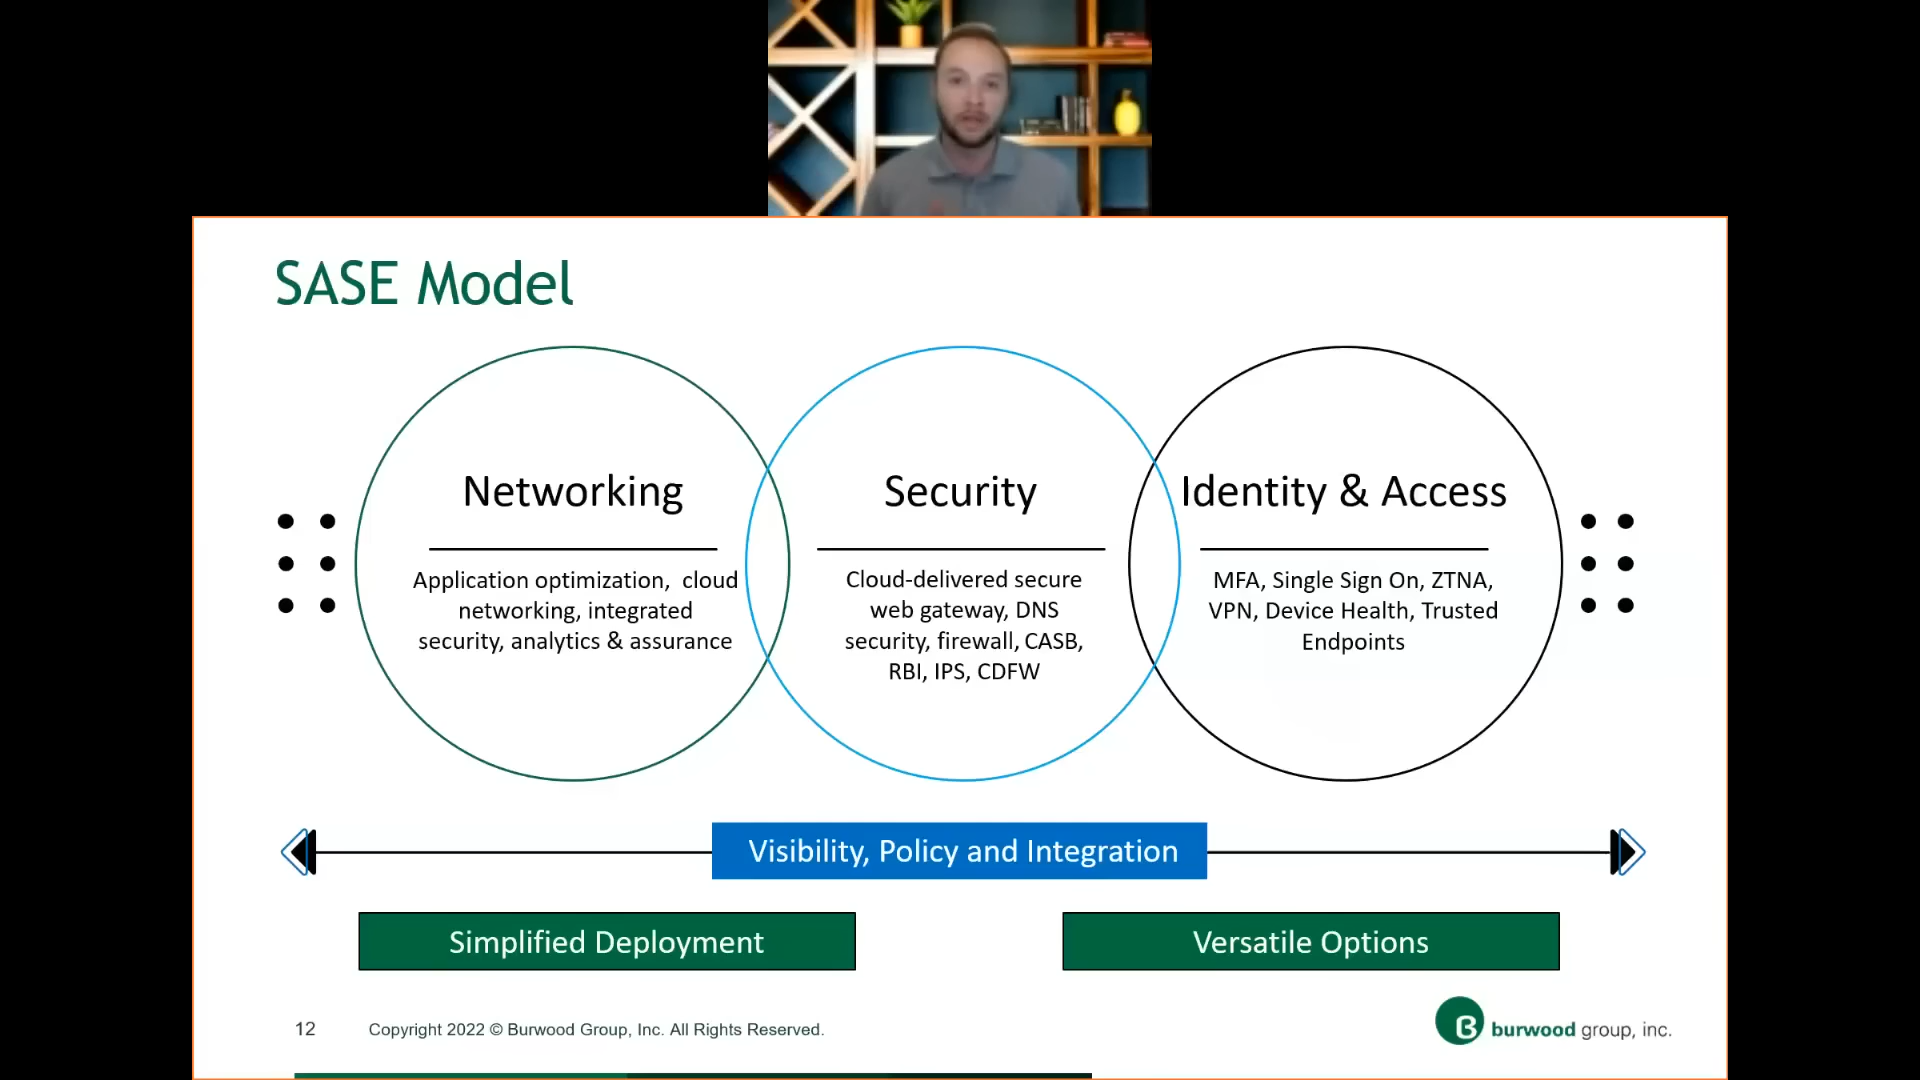 SASE Model
Networking
Application optimization, cloud
networking, integrated
security, analytics & assurance
Security
Cloud-delivered secure
web gateway, DNS
security, firewall, CASB,
RBI, IPS, CDFW
Identity & Access
MFA, Single Sign On, ZTNA,
VPN, Device Health, Trusted
Endpoints
Visibility, Policy and Integration
Simplified Deployment
Versatile Options
12
Copyright 2022 © Burwood Group, Inc. All Rights Reserved.
B burwood group, inc.